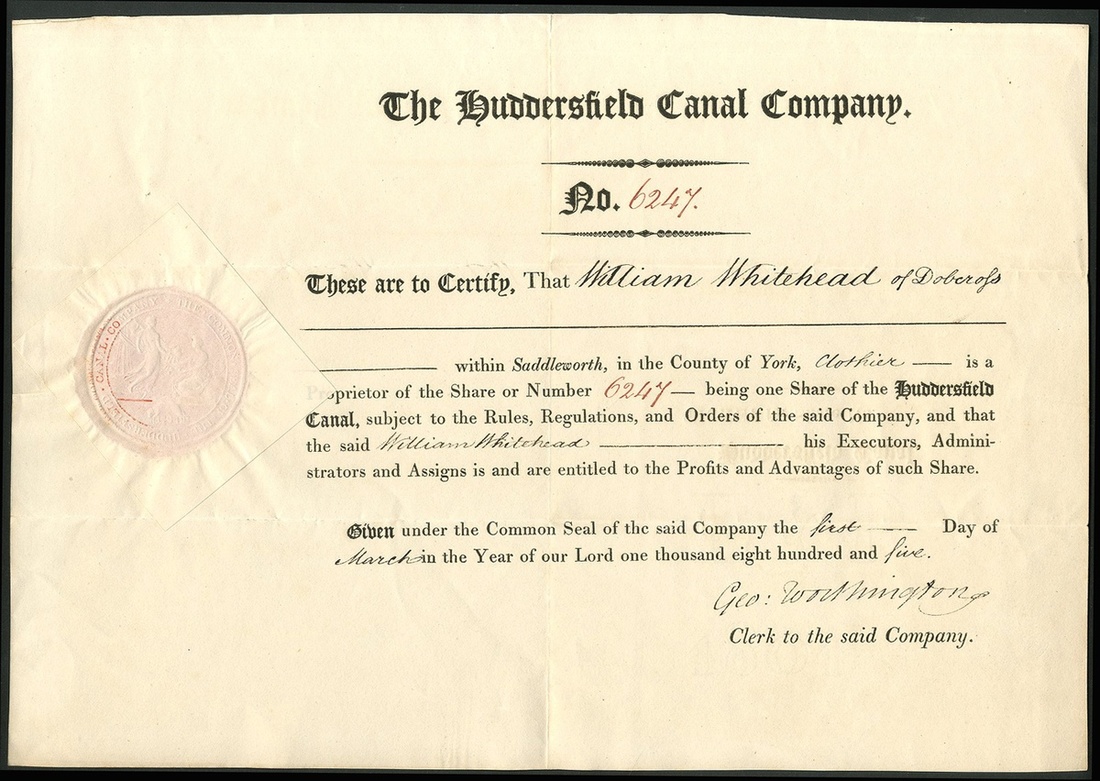 The Huddersfield Canal Company.
No. 6247.
These are to Certify, That William Whitehead of Dobcross
within Saddleworth, in the County of York, Clothier — is a
Proprietor of the Share or Number 6247 — being one Share of the Huddersfield
Canal, subject to the Rules, Regulations, and Orders of the said Company, and that
the said William Whitehead — his Executors, Admini-
strators and Assigns is and are entitled to the Profits and Advantages of such Share.
Given under the Common Seal of the said Company the first — Day of
March in the Year of our Lord one thousand eight hundred and five.
Geo: Worthington
Clerk to the said Company.
CANAL. CO